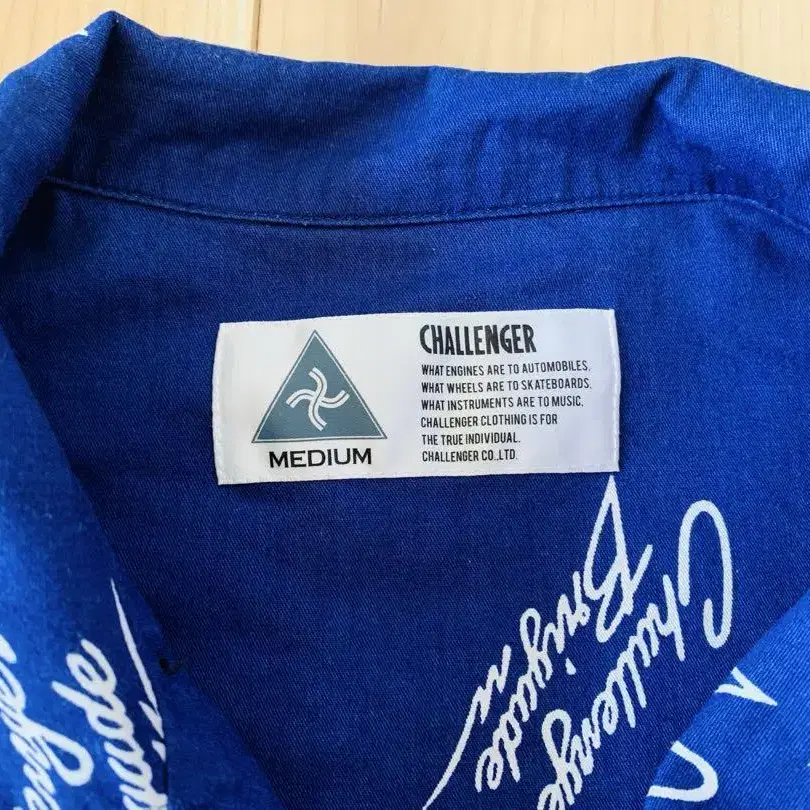 CHALLENGER
WHAT ENGINES ARE TO AUTOMOBILES,
WHAT WHEELS ARE TO SKATEBOARDS,
WHAT INSTRUMENTS ARE TO MUSIC,
CHALLENGER CLOTHING IS FOR
THE TRUE INDIVIDUAL.
CHALLENGER CO.,LTD.
MEDIUM
Challenge
Brigade